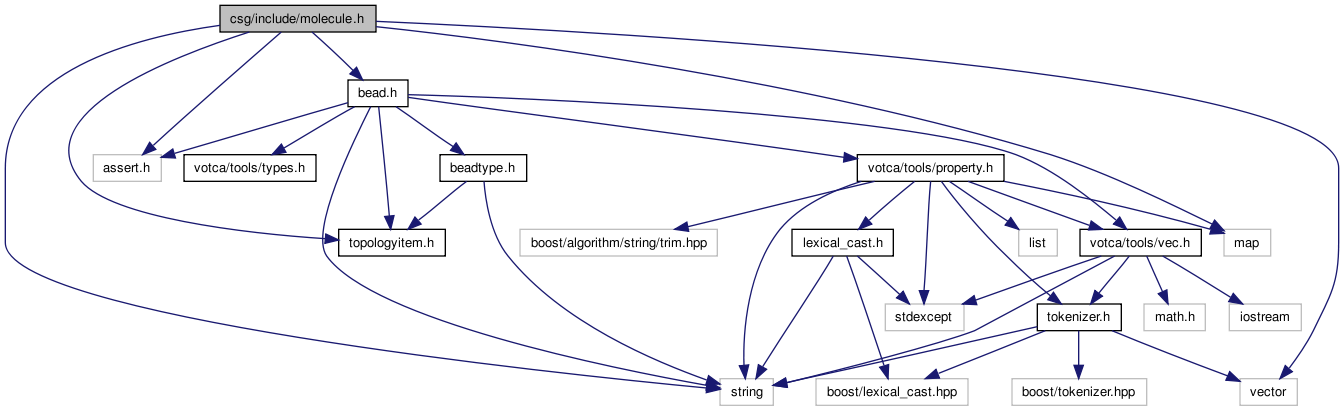 csg/include/molecule.h
bead.h
assert.h
votca/tools/types.h
beadtype.h
votca/tools/property.h
topologyitem.h
boost/algorithm/string/trim.hpp
lexical_cast.h
list
votca/tools/vec.h
map
stdexcept
tokenizer.h
math.h
iostream
string
boost/lexical_cast.hpp
boost/tokenizer.hpp
vector